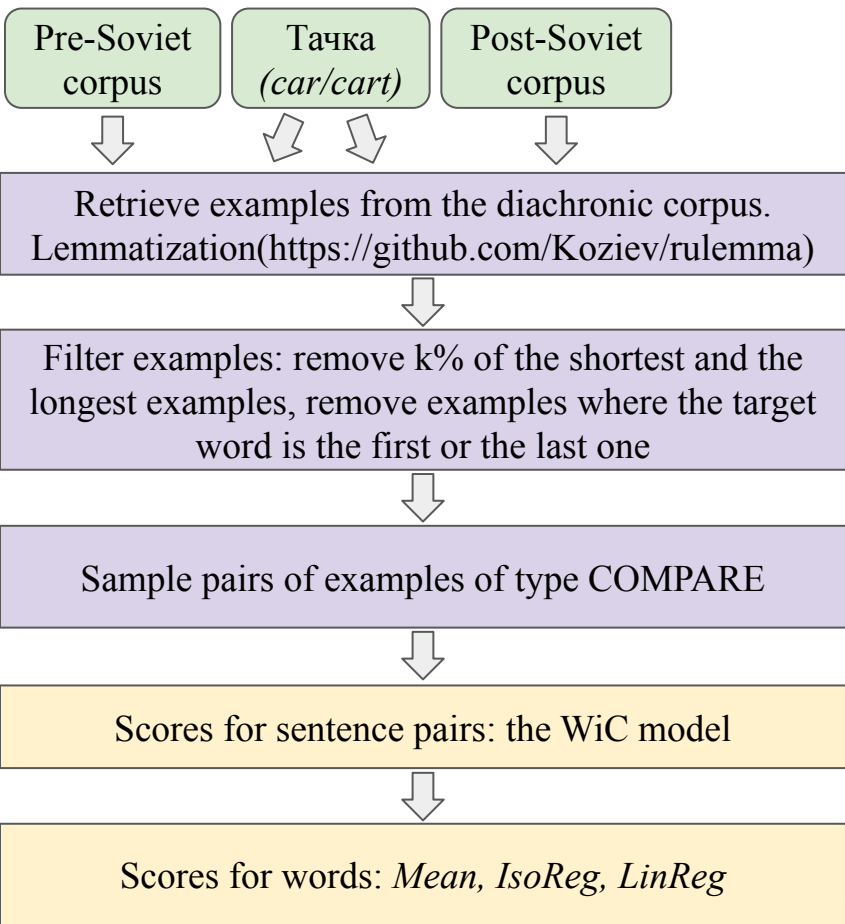 Pre-Soviet
corpus
Тачка
(car/cart)
Post-Soviet
corpus
Retrieve examples from the diachronic corpus.
Lemmatization(https://github.com/Koziev/rulemma)
Filter examples: remove k% of the shortest and the
longest examples, remove examples where the target
word is the first or the last one
Sample pairs of examples of type COMPARE
Scores for sentence pairs: the WiC model
Scores for words: Mean, IsoReg, LinReg